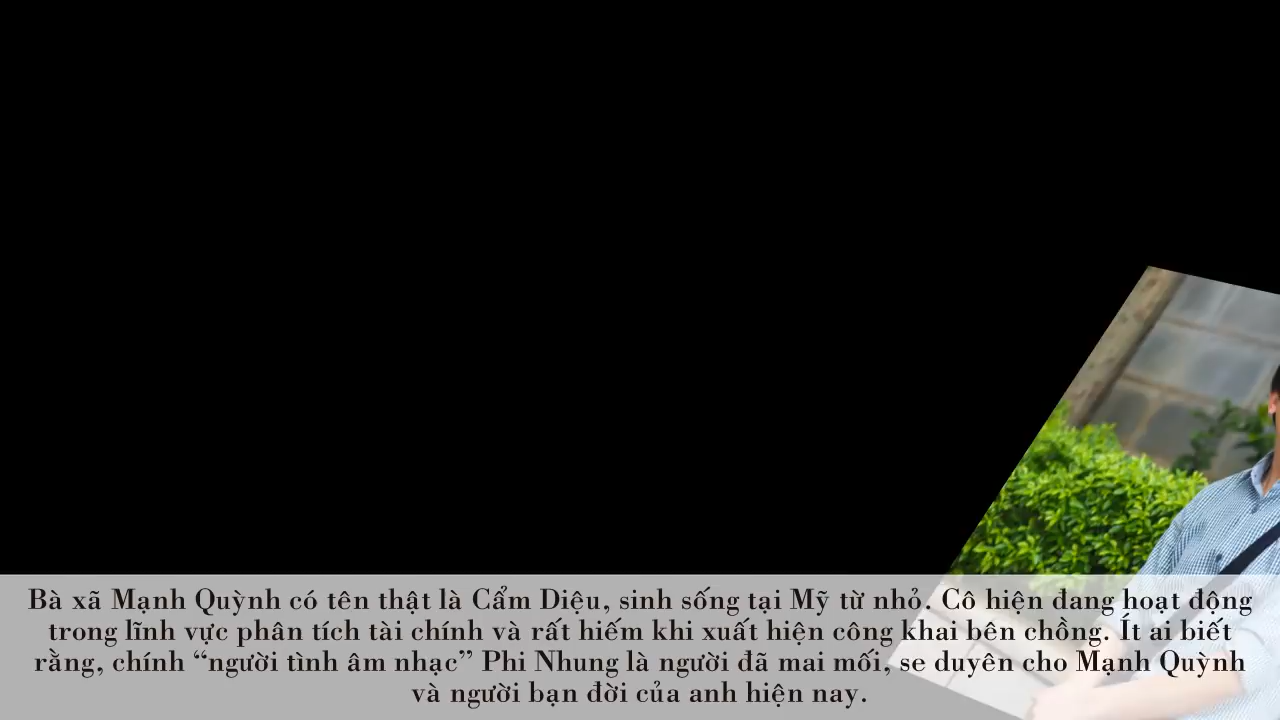 Bà xã Mạnh Quỳnh có tên thật là Cẩm Diệu, sinh sống tại Mỹ từ nhỏ. Cô hiện đang hoạt động
trong lĩnh vực phân tích tài chính và rất hiếm khi xuất hiện công khai bên chồng. Ít ai biết
rằng, chính “người tình âm nhạc” Phi Nhung là người đã mai mối, se duyên cho Mạnh Quỳnh
và người bạn đời của anh hiện nay.